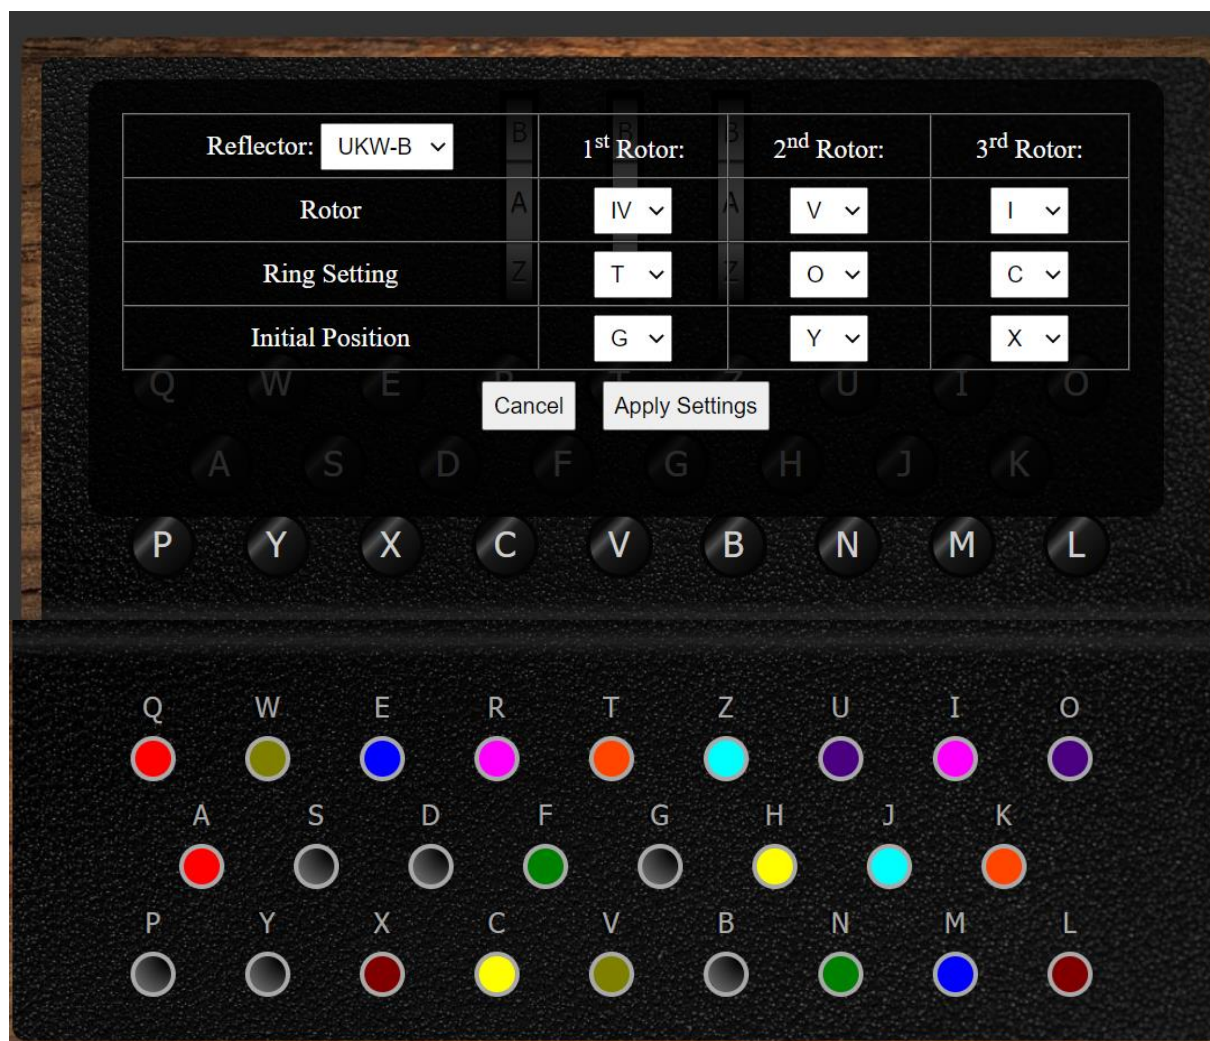 Reflector: UKW-B 1st Rotor: 2nd Rotor: 3rd Rotor:
Rotor IV V I
Ring Setting T O C
Initial Position G Y X
Cancel Apply Settings
B B B
A A
Z Z
Q W E R T Z U I O
A S D F G H J K
P Y X C V B N M L
Q W E R T Z U I O
A S D F G H J K
P Y X C V B N M L